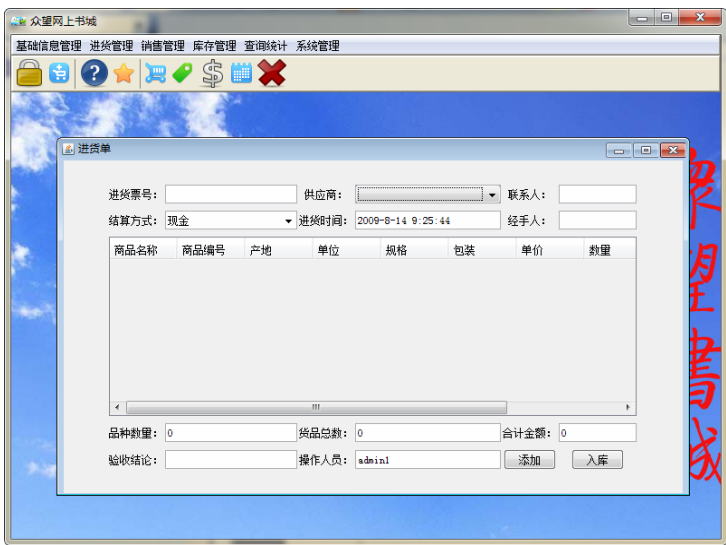 众望网上书城
基础信息管理 进货管理 销售管理 库存管理 查询统计 系统管理
进货单
进货票号： 供应商： 联系人：
结算方式： 现金 进货时间： 2009-8-14 9:25:44 经手人：
商品名称 商品编号 产地 单位 规格 包装 单价 数量
品种数量： 0 货品总数： 0 合计金额： 0
验收结论： 操作人员： admin1 添加 入库
眾望書城